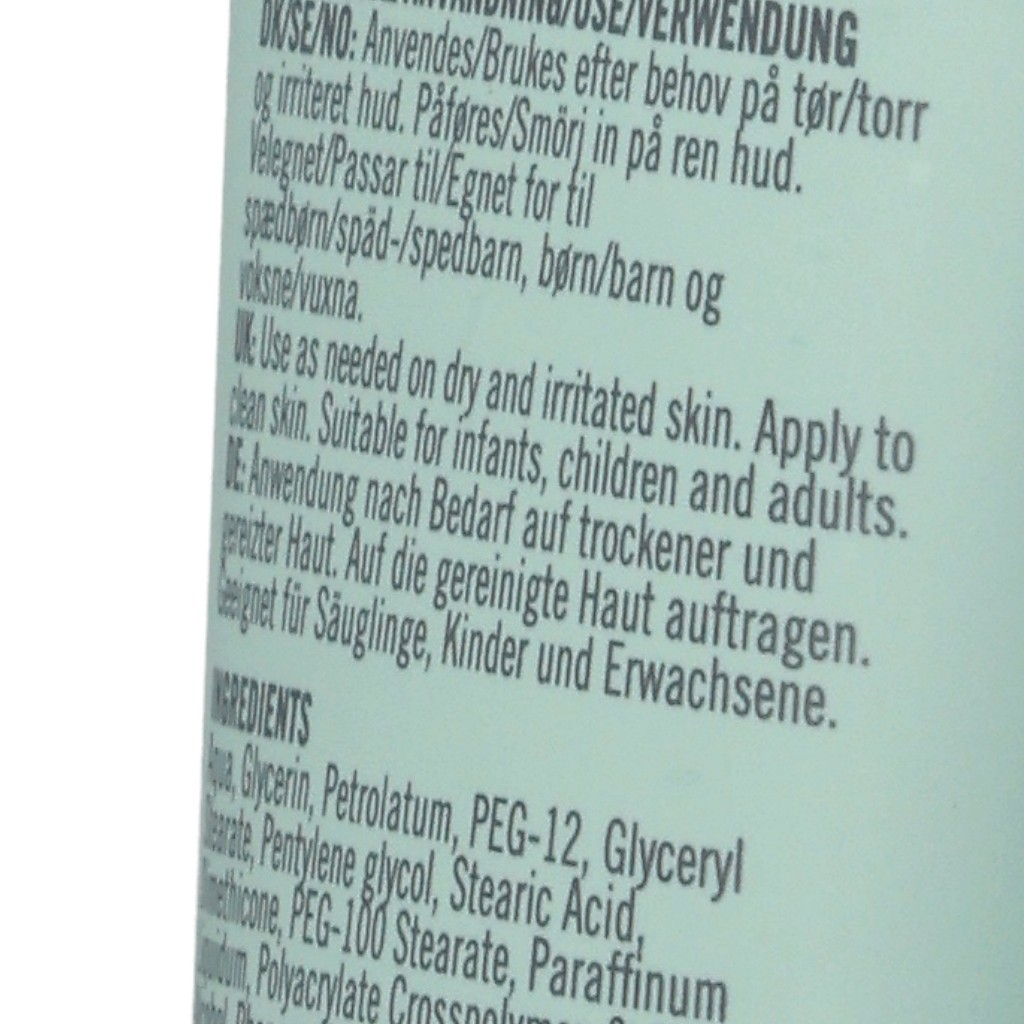 ANVÄNDNING/USE/VERWENDUNG
DK/SE/NO: Anvendes/Brukes efter behov på tør/torr
og irriteret hud. Påføres/Smörj in på ren hud.
Velegnet/Passar til/Egnet for til
spædbørn/späd-/spedbarn, børn/barn og
voksne/vuxna.
UK: Use as needed on dry and irritated skin. Apply to
clean skin. Suitable for infants, children and adults.
DE: Anwendung nach Bedarf auf trockener und
gereizter Haut. Auf die gereinigte Haut auftragen.
Geeignet für Säuglinge, Kinder und Erwachsene.
INGREDIENTS
Aqua, Glycerin, Petrolatum, PEG-12, Glyceryl
Stearate, Pentylene glycol, Stearic Acid,
Dimethicone, PEG-100 Stearate, Paraffinum
Liquidum, Polyacrylate